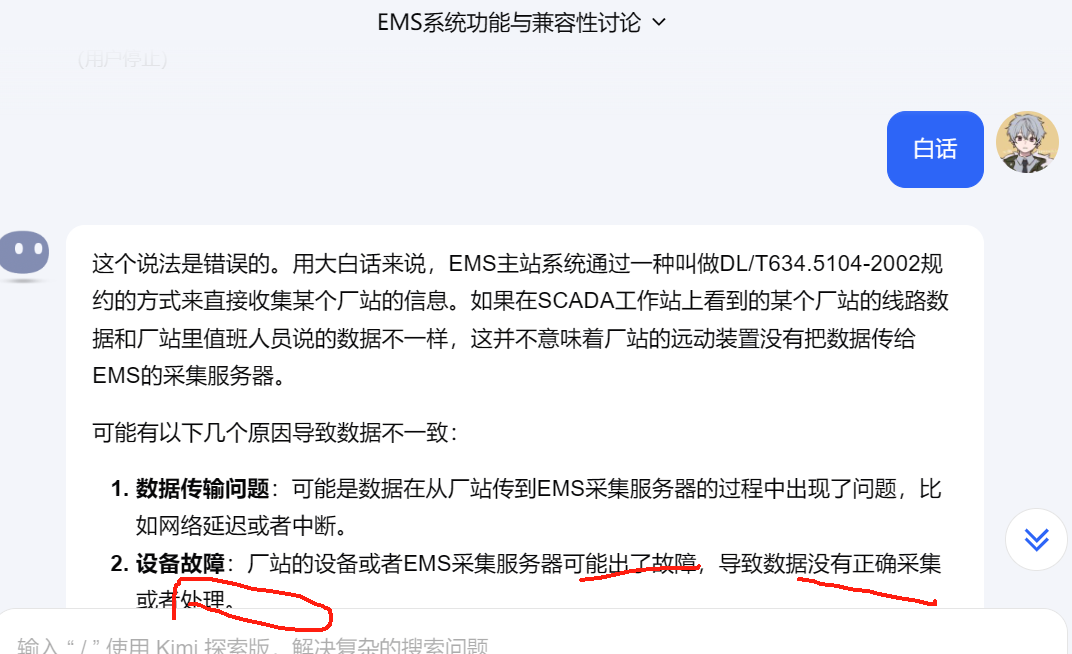 EMS系统功能与兼容性讨论
(用户停止)
白话
这个说法是错误的。用大白话来说，EMS主站系统通过一种叫做DL/T634.5104-2002规
约的方式来直接收集某个厂站的信息。如果在SCADA工作站上看到的某个厂站的线路数
据和厂站里值班人员说的数据不一样，这并不意味着厂站的远动装置没有把数据传给
EMS的采集服务器。
可能有以下几个原因导致数据不一致：
1. 数据传输问题：可能是数据在从厂站传到EMS采集服务器的过程中出现了问题，比
如网络延迟或者中断。
2. 设备故障：厂站的设备或者EMS采集服务器可能出了故障，导致数据没有正确采集
或者处理。
输入 “ / ” 使用 Kimi 探索版，解决复杂的搜索问题